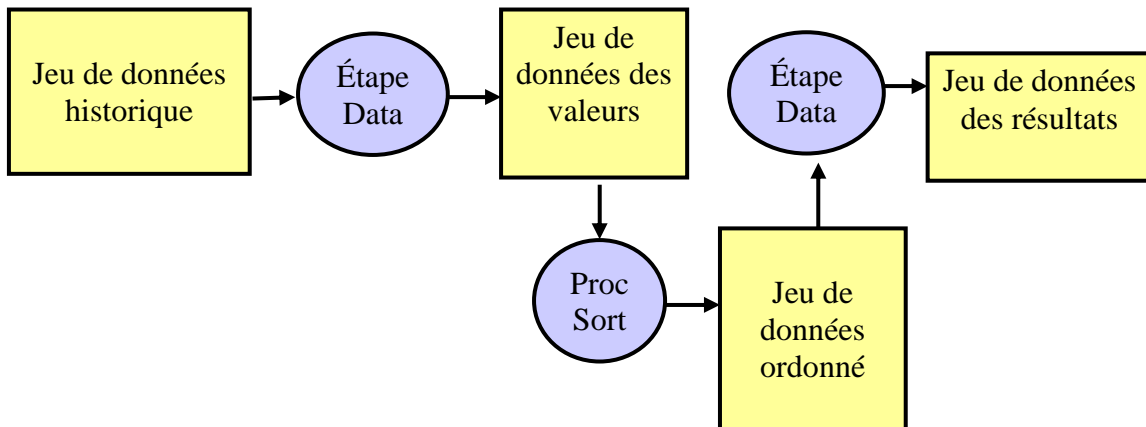 Jeu de données
historique
Étape
Data
Jeu de
données des
valeurs
Proc
Sort
Jeu de
données
ordonné
Étape
Data
Jeu de données
des résultats